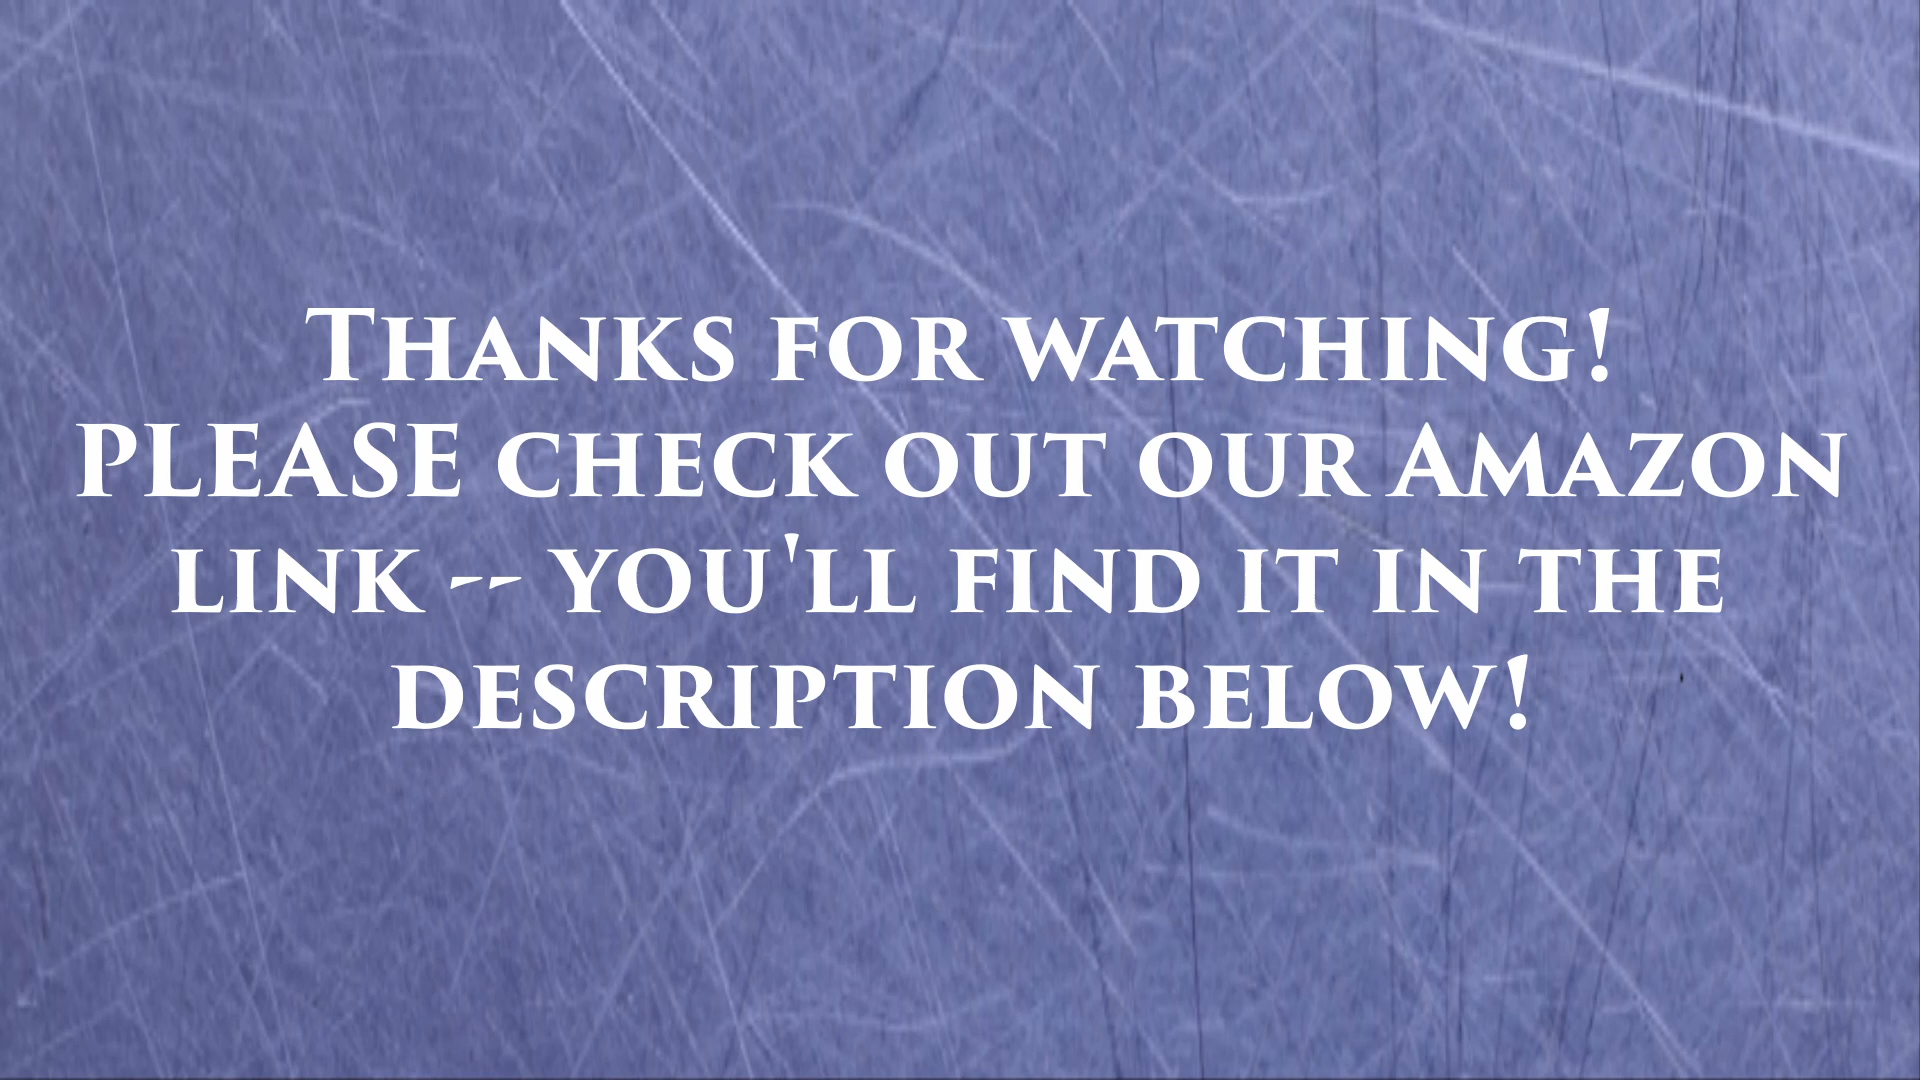 Thanks for watching!
PLEASE check out our Amazon
link -- you'll find it in the
description below!